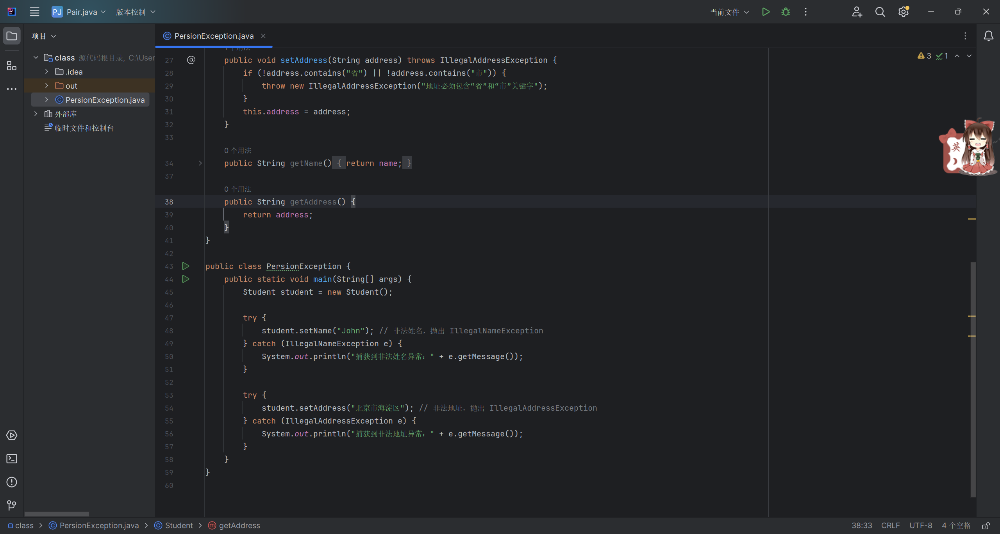 PJ Pair.java 版本控制 当前文件
项目
PersionException.java
class 源代码根目录, C:\User
.idea
out
PersionException.java
外部库
临时文件和控制台
3 1
27 @ public void setAddress(String address) throws IllegalAddressException {
28 if (!address.contains("省") || !address.contains("市")) {
29 throw new IllegalAddressException("地址必须包含“省”和“市”关键字");
30 }
31 this.address = address;
32 }
33
0 个用法
34 public String getName() { return name; }
37
0 个用法
38 public String getAddress() {
39 return address;
40 }
41 }
42
43 public class PersionException {
44 public static void main(String[] args) {
45 Student student = new Student();
46
47 try {
48 student.setName("John"); // 非法姓名，抛出 IllegalNameException
49 } catch (IllegalNameException e) {
50 System.out.println("捕获到非法姓名异常：" + e.getMessage());
51 }
52
53 try {
54 student.setAddress("北京市海淀区"); // 非法地址，抛出 IllegalAddressException
55 } catch (IllegalAddressException e) {
56 System.out.println("捕获到非法地址异常：" + e.getMessage());
57 }
58 }
59 }
60
英
class PersionException.java Student getAddress
38:33 CRLF UTF-8 4 个空格